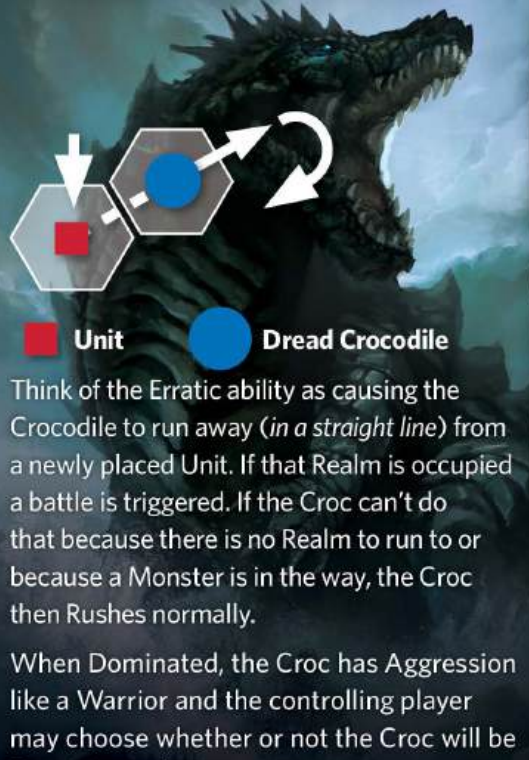 Unit Dread Crocodile
Think of the Erratic ability as causing the
Crocodile to run away (in a straight line) from
a newly placed Unit. If that Realm is occupied
a battle is triggered. If the Croc can't do
that because there is no Realm to run to or
because a Monster is in the way, the Croc
then Rushes normally.
When Dominated, the Croc has Aggression
like a Warrior and the controlling player
may choose whether or not the Croc will be